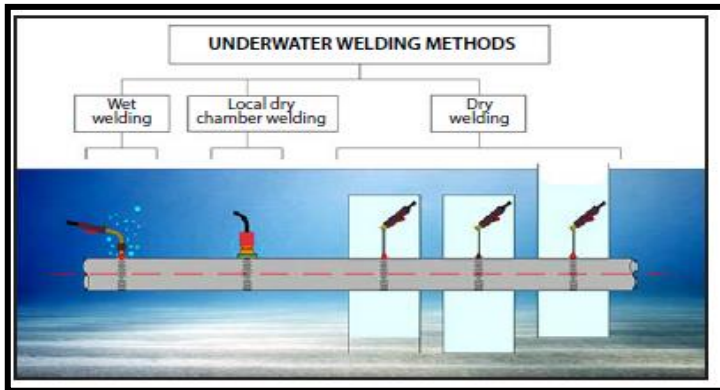 UNDERWATER WELDING METHODS
Wet
welding
Local dry
chamber welding
Dry
welding